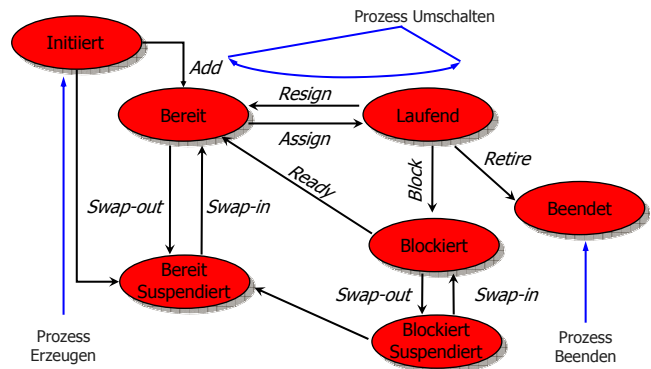 Prozess Umschalten
Initiiert
Add
Bereit
Resign
Laufend
Assign
Block
Retire
Ready
Swap-out
Swap-in
Beendet
Blockiert
Bereit
Suspendiert
Swap-out
Swap-in
Prozess
Erzeugen
Blockiert
Suspendiert
Prozess
Beenden